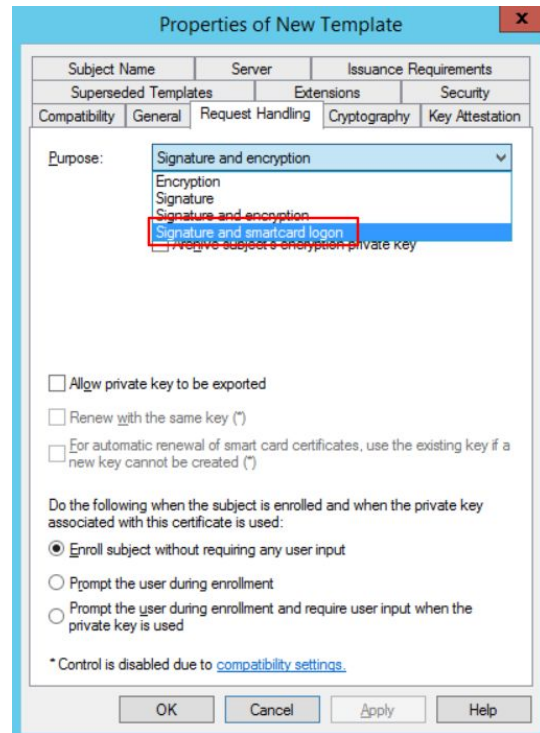 Properties of New Template
x
Subject Name Server Issuance Requirements
Superseded Templates Extensions Security
Compatibility General Request Handling Cryptography Key Attestation
Purpose: Signature and encryption
Encryption
Signature
Signature and encryption
Signature and smartcard logon
Archive subject's encryption private key
Allow private key to be exported
Renew with the same key (*)
For automatic renewal of smart card certificates, use the existing key if a
new key cannot be created (*)
Do the following when the subject is enrolled and when the private key
associated with this certificate is used:
Enroll subject without requiring any user input
Prompt the user during enrollment
Prompt the user during enrollment and require user input when the
private key is used
* Control is disabled due to compatibility settings.
OK Cancel Apply Help